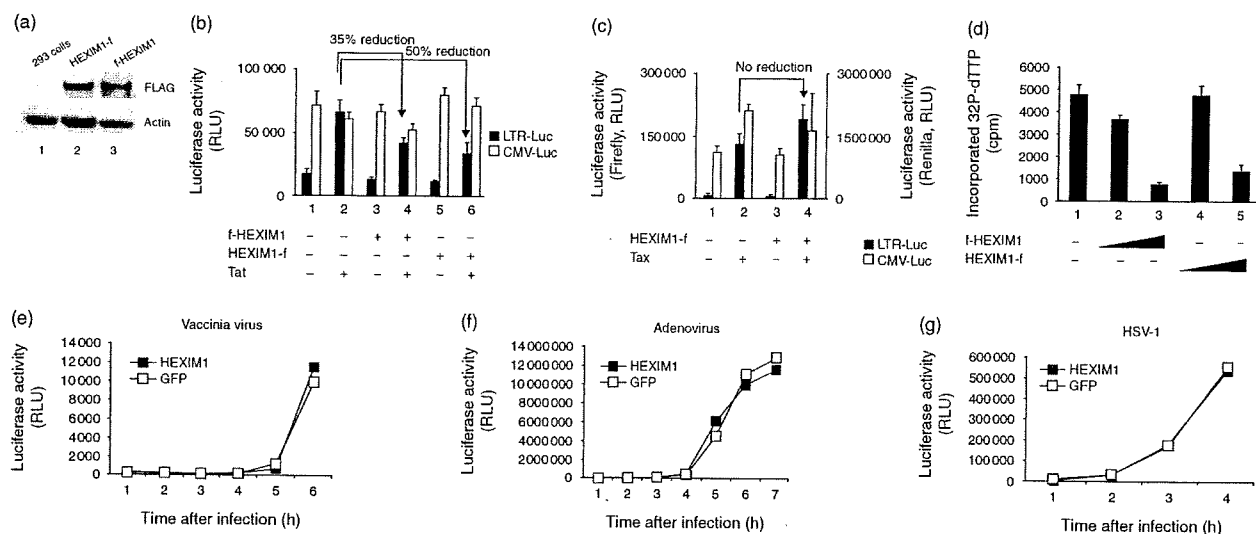 (a)
293 cells
HEXIM1-f
f-HEXIM1
FLAG
Actin
1 2 3
(b)
35% reduction
50% reduction
Luciferase activity
(RLU)
100 000
50 000
0
LTR-Luc
CMV-Luc
1 2 3 4 5 6
f-HEXIM1 – – + + – –
HEXIM1-f – – – – + +
Tat – + – + – +
(c)
No reduction
Luciferase activity
(Firefly, RLU)
300 000
150 000
0
3000 000
1500 000
0
Luciferase activity
(Renilla, RLU)
1 2 3 4
HEXIM1-f – – + +
Tax – + – +
LTR-Luc
CMV-Luc
(d)
Incorporated 32P-dTTP
(cpm)
6000
5000
4000
3000
2000
1000
0
1 2 3 4 5
f-HEXIM1 – – –
HEXIM1-f – – –
(e)
Vaccinia virus
Luciferase activity
(RLU)
14 000
12 000
10 000
8000
6000
4000
2000
0
HEXIM1
GFP
1 2 3 4 5 6
Time after infection (h)
(f)
Adenovirus
Luciferase activity
(RLU)
14 000 000
12 000 000
10 000 000
8000 000
6000 000
4000 000
2000 000
0
HEXIM1
GFP
1 2 3 4 5 6 7
Time after infection (h)
(g)
HSV-1
Luciferase activity
(RLU)
600 000
500 000
400 000
300 000
200 000
100 000
0
HEXIM1
GFP
1 2 3 4
Time after infection (h)